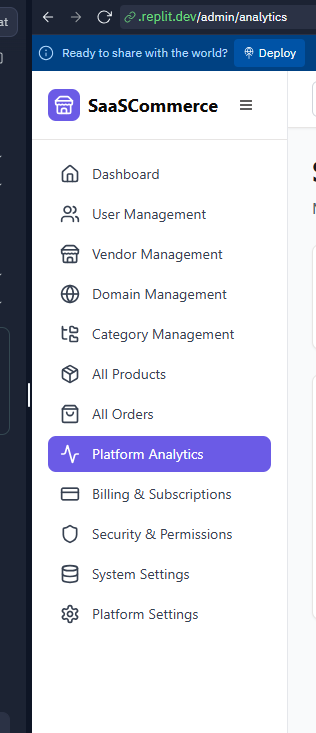 at
.replit.dev/admin/analytics
Ready to share with the world? Deploy
SaaSCommerce
Dashboard
User Management
Vendor Management
Domain Management
Category Management
All Products
All Orders
Platform Analytics
Billing & Subscriptions
Security & Permissions
System Settings
Platform Settings